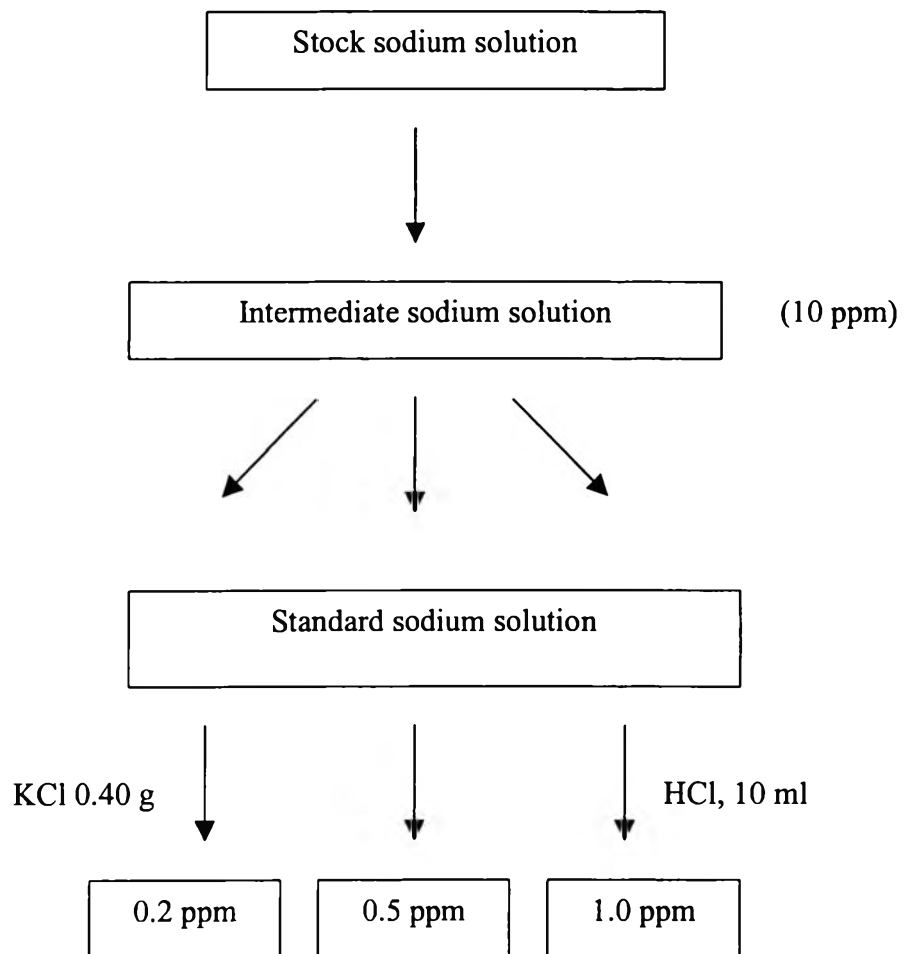 Stock sodium solution
Intermediate sodium solution
(10 ppm)
Standard sodium solution
KCl 0.40 g
HCl, 10 ml
0.2 ppm
0.5 ppm
1.0 ppm